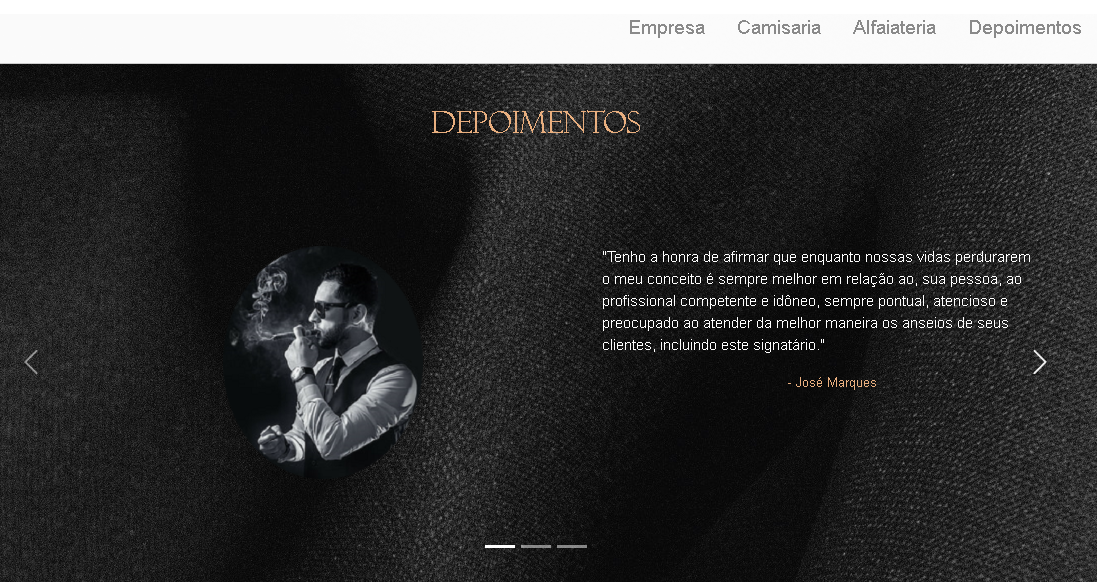 Empresa Camisaria Alfaiateria Depoimentos
DEPOIMENTOS
"Tenho a honra de afirmar que enquanto nossas vidas perdurarem
o meu conceito é sempre melhor em relação ao, sua pessoa, ao
profissional competente e idôneo, sempre pontual, atencioso e
preocupado ao atender da melhor maneira os anseios de seus
clientes, incluindo este signatário."
- José Marques